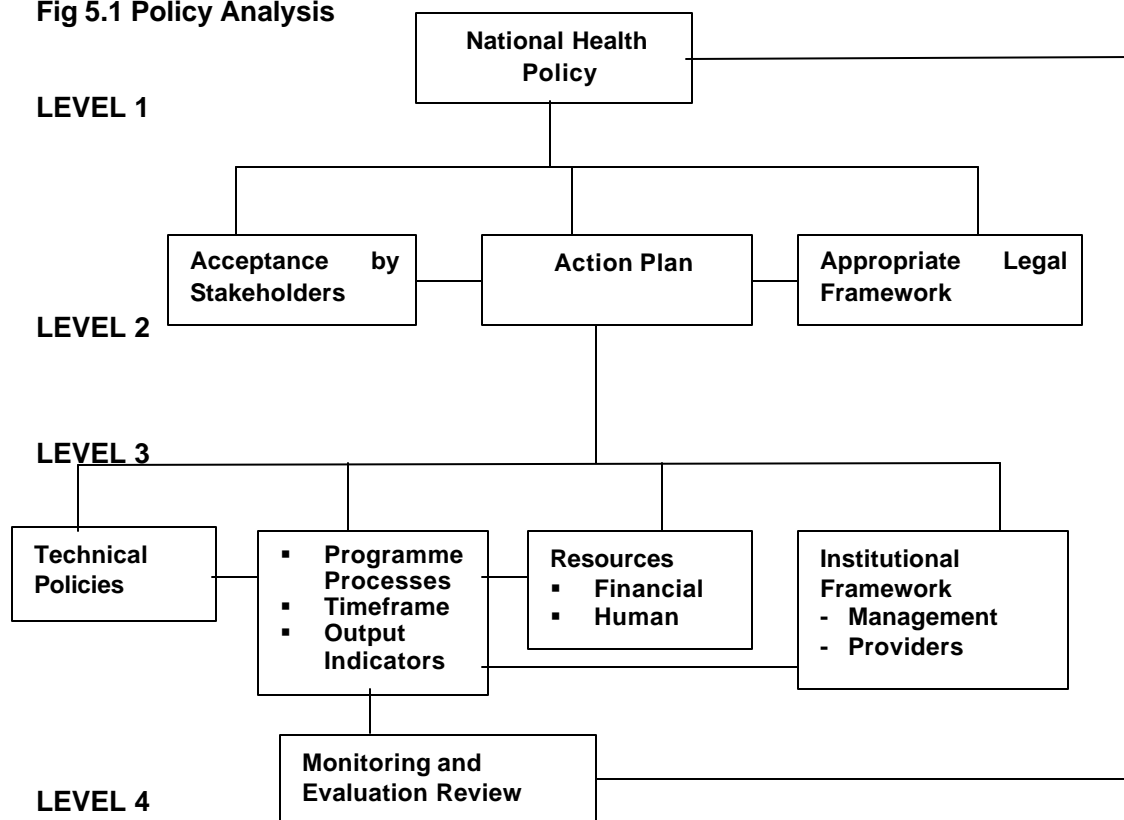 Fig 5.1 Policy Analysis
National Health
Policy
LEVEL 1
Acceptance by
Stakeholders
Action Plan
Appropriate Legal
Framework
LEVEL 2
LEVEL 3
Technical
Policies
▪ Programme
Processes
▪ Timeframe
▪ Output
Indicators
Resources
▪ Financial
▪ Human
Institutional
Framework
- Management
- Providers
Monitoring and
Evaluation Review
LEVEL 4